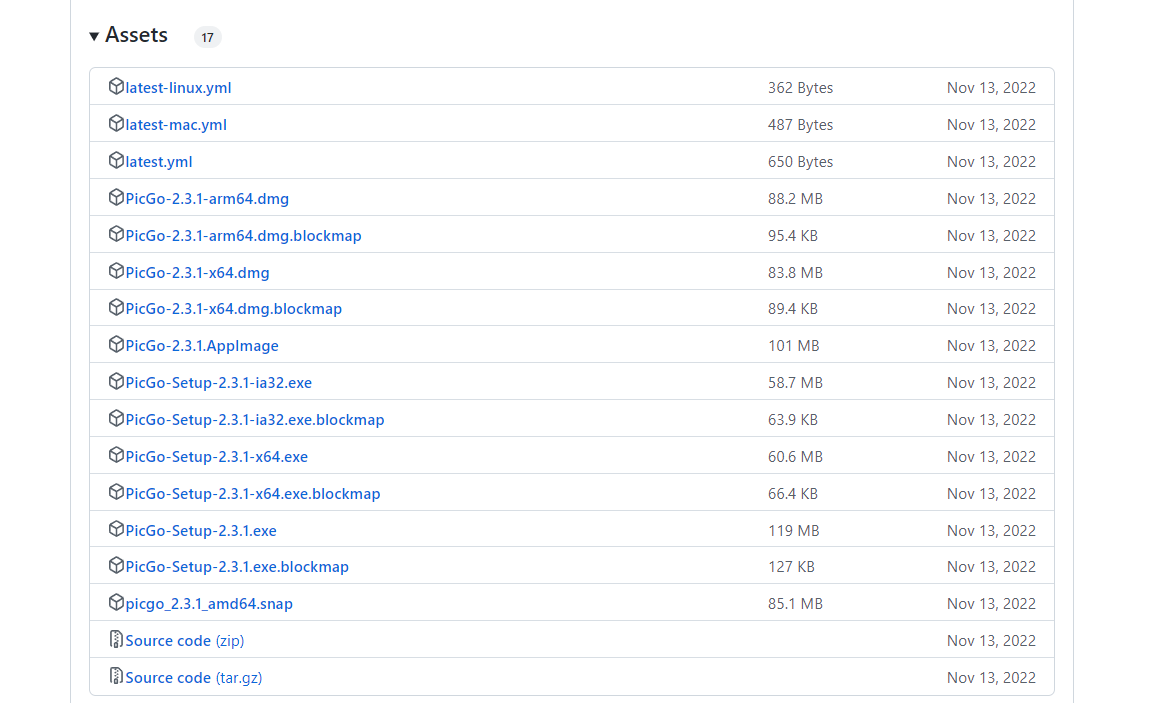 Assets 17
latest-linux.yml 362 Bytes Nov 13, 2022
latest-mac.yml 487 Bytes Nov 13, 2022
latest.yml 650 Bytes Nov 13, 2022
PicGo-2.3.1-arm64.dmg 88.2 MB Nov 13, 2022
PicGo-2.3.1-arm64.dmg.blockmap 95.4 KB Nov 13, 2022
PicGo-2.3.1-x64.dmg 83.8 MB Nov 13, 2022
PicGo-2.3.1-x64.dmg.blockmap 89.4 KB Nov 13, 2022
PicGo-2.3.1.AppImage 101 MB Nov 13, 2022
PicGo-Setup-2.3.1-ia32.exe 58.7 MB Nov 13, 2022
PicGo-Setup-2.3.1-ia32.exe.blockmap 63.9 KB Nov 13, 2022
PicGo-Setup-2.3.1-x64.exe 60.6 MB Nov 13, 2022
PicGo-Setup-2.3.1-x64.exe.blockmap 66.4 KB Nov 13, 2022
PicGo-Setup-2.3.1.exe 119 MB Nov 13, 2022
PicGo-Setup-2.3.1.exe.blockmap 127 KB Nov 13, 2022
picgo_2.3.1_amd64.snap 85.1 MB Nov 13, 2022
Source code (zip) Nov 13, 2022
Source code (tar.gz) Nov 13, 2022